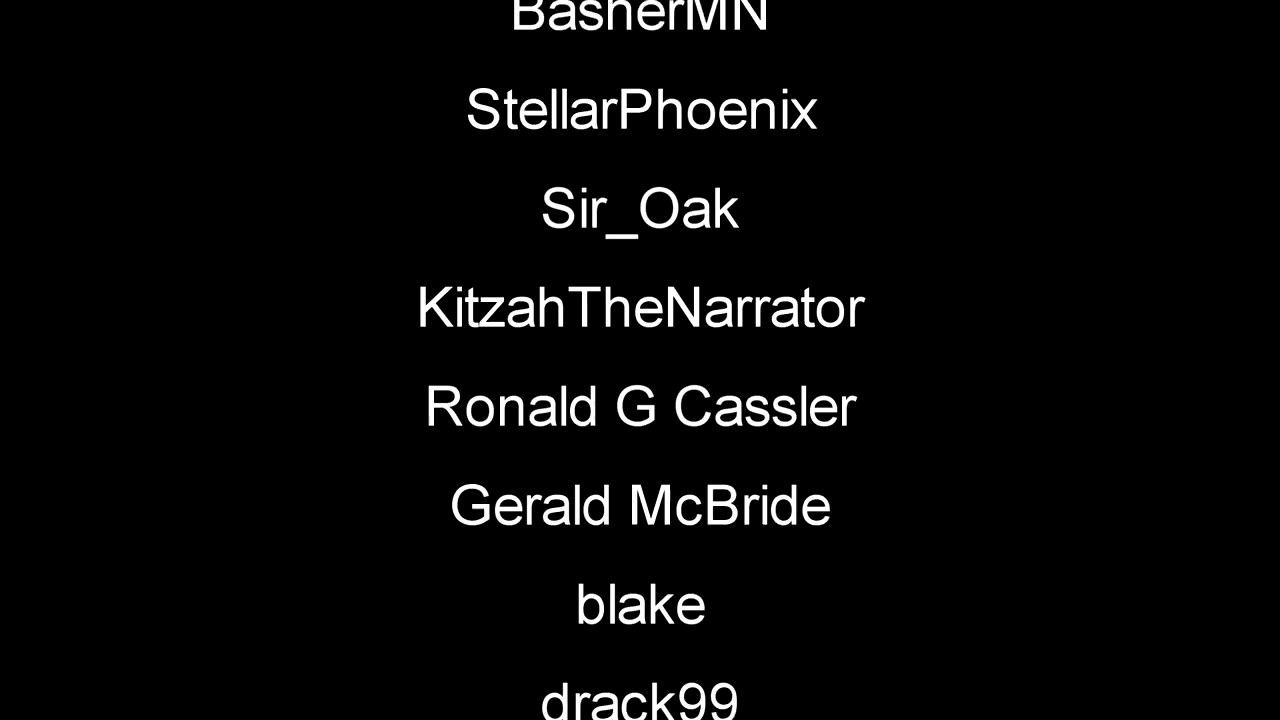 BasherMN
StellarPhoenix
Sir_Oak
KitzahTheNarrator
Ronald G Cassler
Gerald McBride
blake
drack99